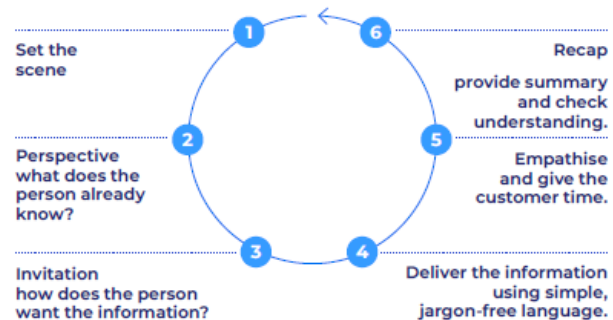 1
Set the
scene
2
Perspective
what does the
person already
know?
3
Invitation
how does the person
want the information?
4
Deliver the information
using simple,
jargon-free language.
5
Empathise
and give the
customer time.
6
Recap
provide summary
and check
understanding.